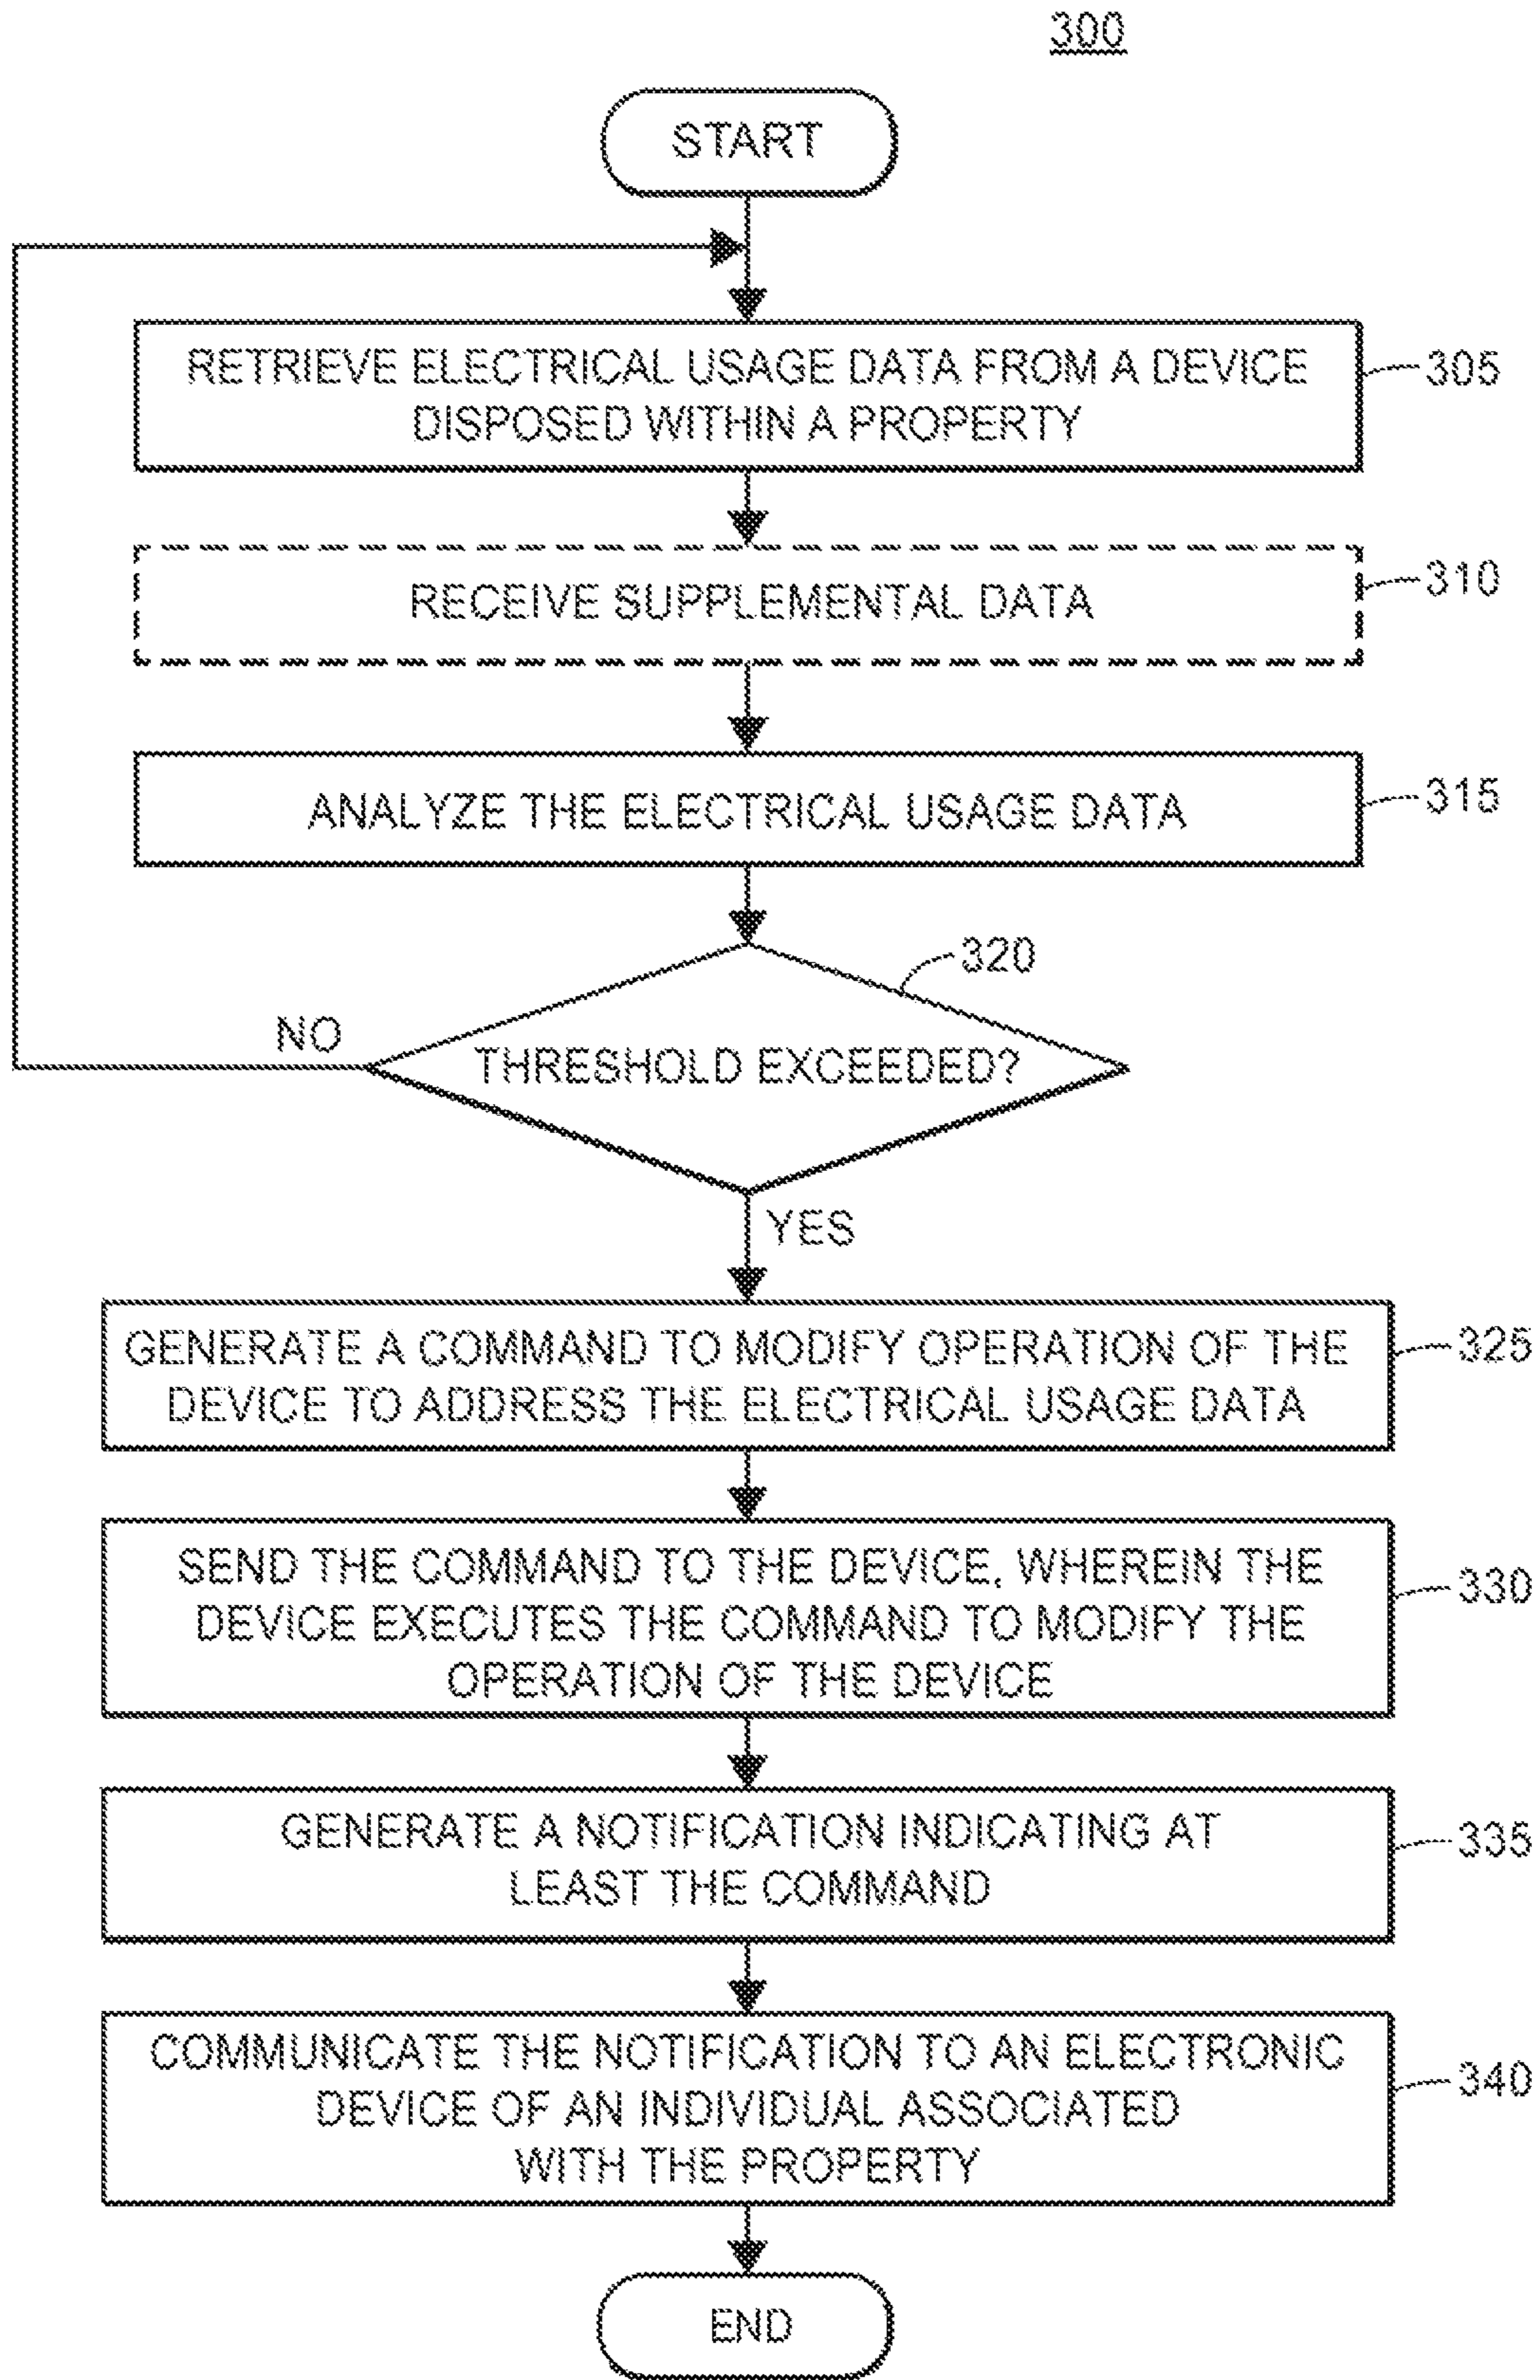 300
START
RETRIEVE ELECTRICAL USAGE DATA FROM A DEVICE
DISPOSED WITHIN A PROPERTY
305
RECEIVE SUPPLEMENTAL DATA
310
ANALYZE THE ELECTRICAL USAGE DATA
315
320
NO
THRESHOLD EXCEEDED?
YES
GENERATE A COMMAND TO MODIFY OPERATION OF THE
DEVICE TO ADDRESS THE ELECTRICAL USAGE DATA
325
SEND THE COMMAND TO THE DEVICE, WHEREIN THE
DEVICE EXECUTES THE COMMAND TO MODIFY THE
OPERATION OF THE DEVICE
330
GENERATE A NOTIFICATION INDICATING AT
LEAST THE COMMAND
335
COMMUNICATE THE NOTIFICATION TO AN ELECTRONIC
DEVICE OF AN INDIVIDUAL ASSOCIATED
WITH THE PROPERTY
340
END